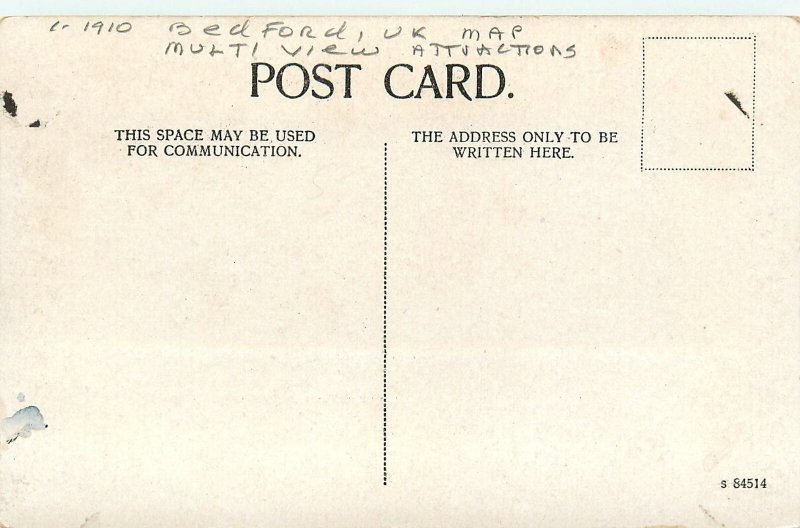 c. 1910 Bedford, UK MAP
MULTI VIEW ATTRACTIONS
POST CARD.
THIS SPACE MAY BE USED
FOR COMMUNICATION.
THE ADDRESS ONLY TO BE
WRITTEN HERE.
S 84514